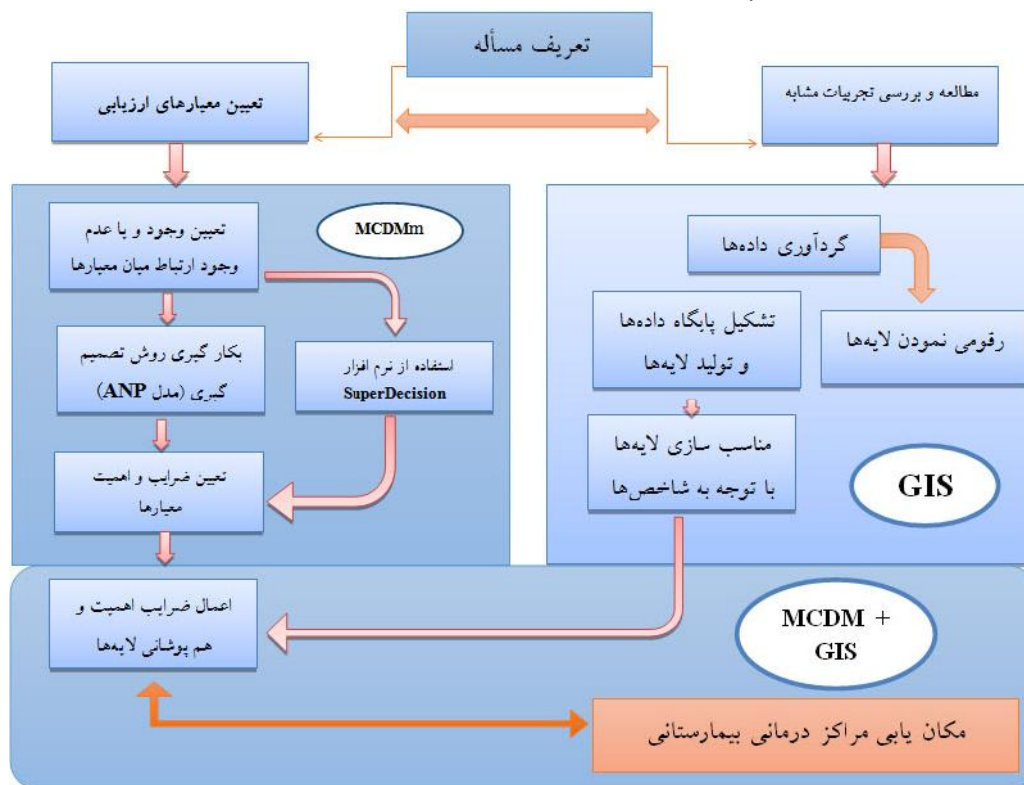 تعریف مسأله
مطالعه و بررسی تجربیات مشابه
تعیین معیارهای ارزیابی
گردآوری داده‌ها
رقومی نمودن لایه‌ها
تشکیل پایگاه داده‌ها
و تولید لایه‌ها
مناسب سازی لایه‌ها
با توجه به شاخص‌ها
GIS
MCDMm
تعیین وجود و یا عدم
وجود ارتباط میان معیارها
بکار گیری روش تصمیم
گیری (مدل ANP)
استفاده از نرم افزار
SuperDecision
تعیین ضرایب و اهمیت
معیارها
اعمال ضرایب اهمیت و
هم پوشانی لایه‌ها
MCDM +
GIS
مکان یابی مراکز درمانی بیمارستانی